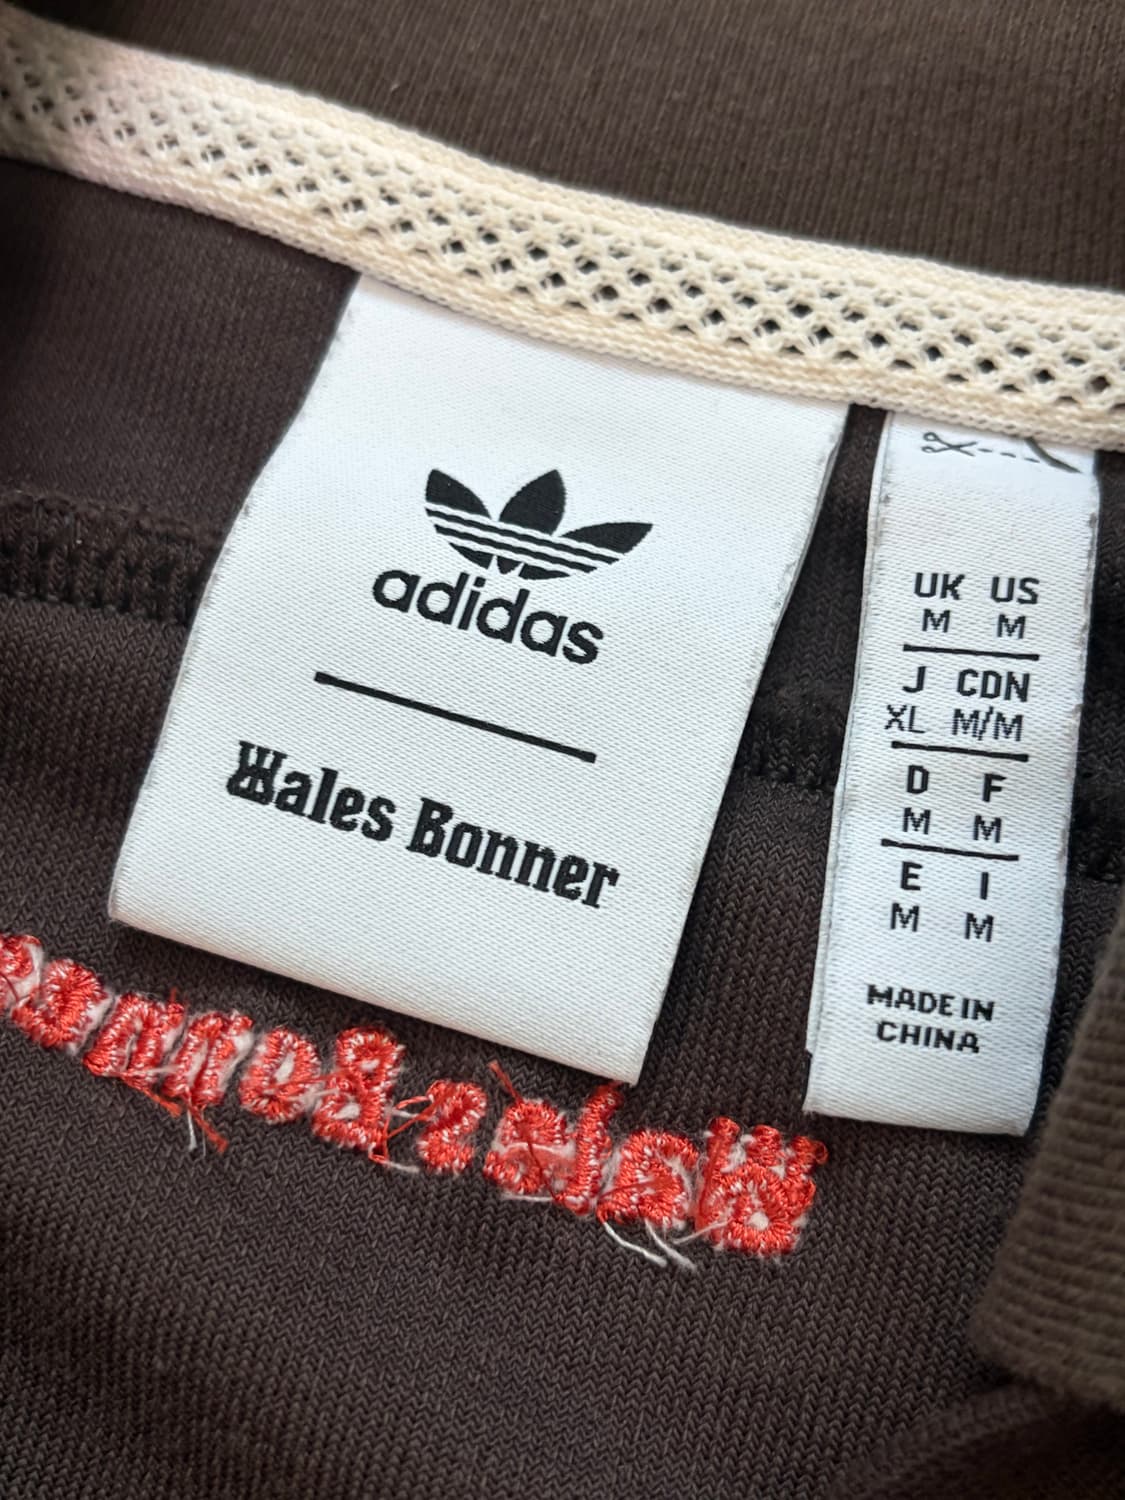 adidas
Wales Bonner
UK US
M M
J CDN
XL M/M
D F
M M
E I
M M
MADE IN
CHINA